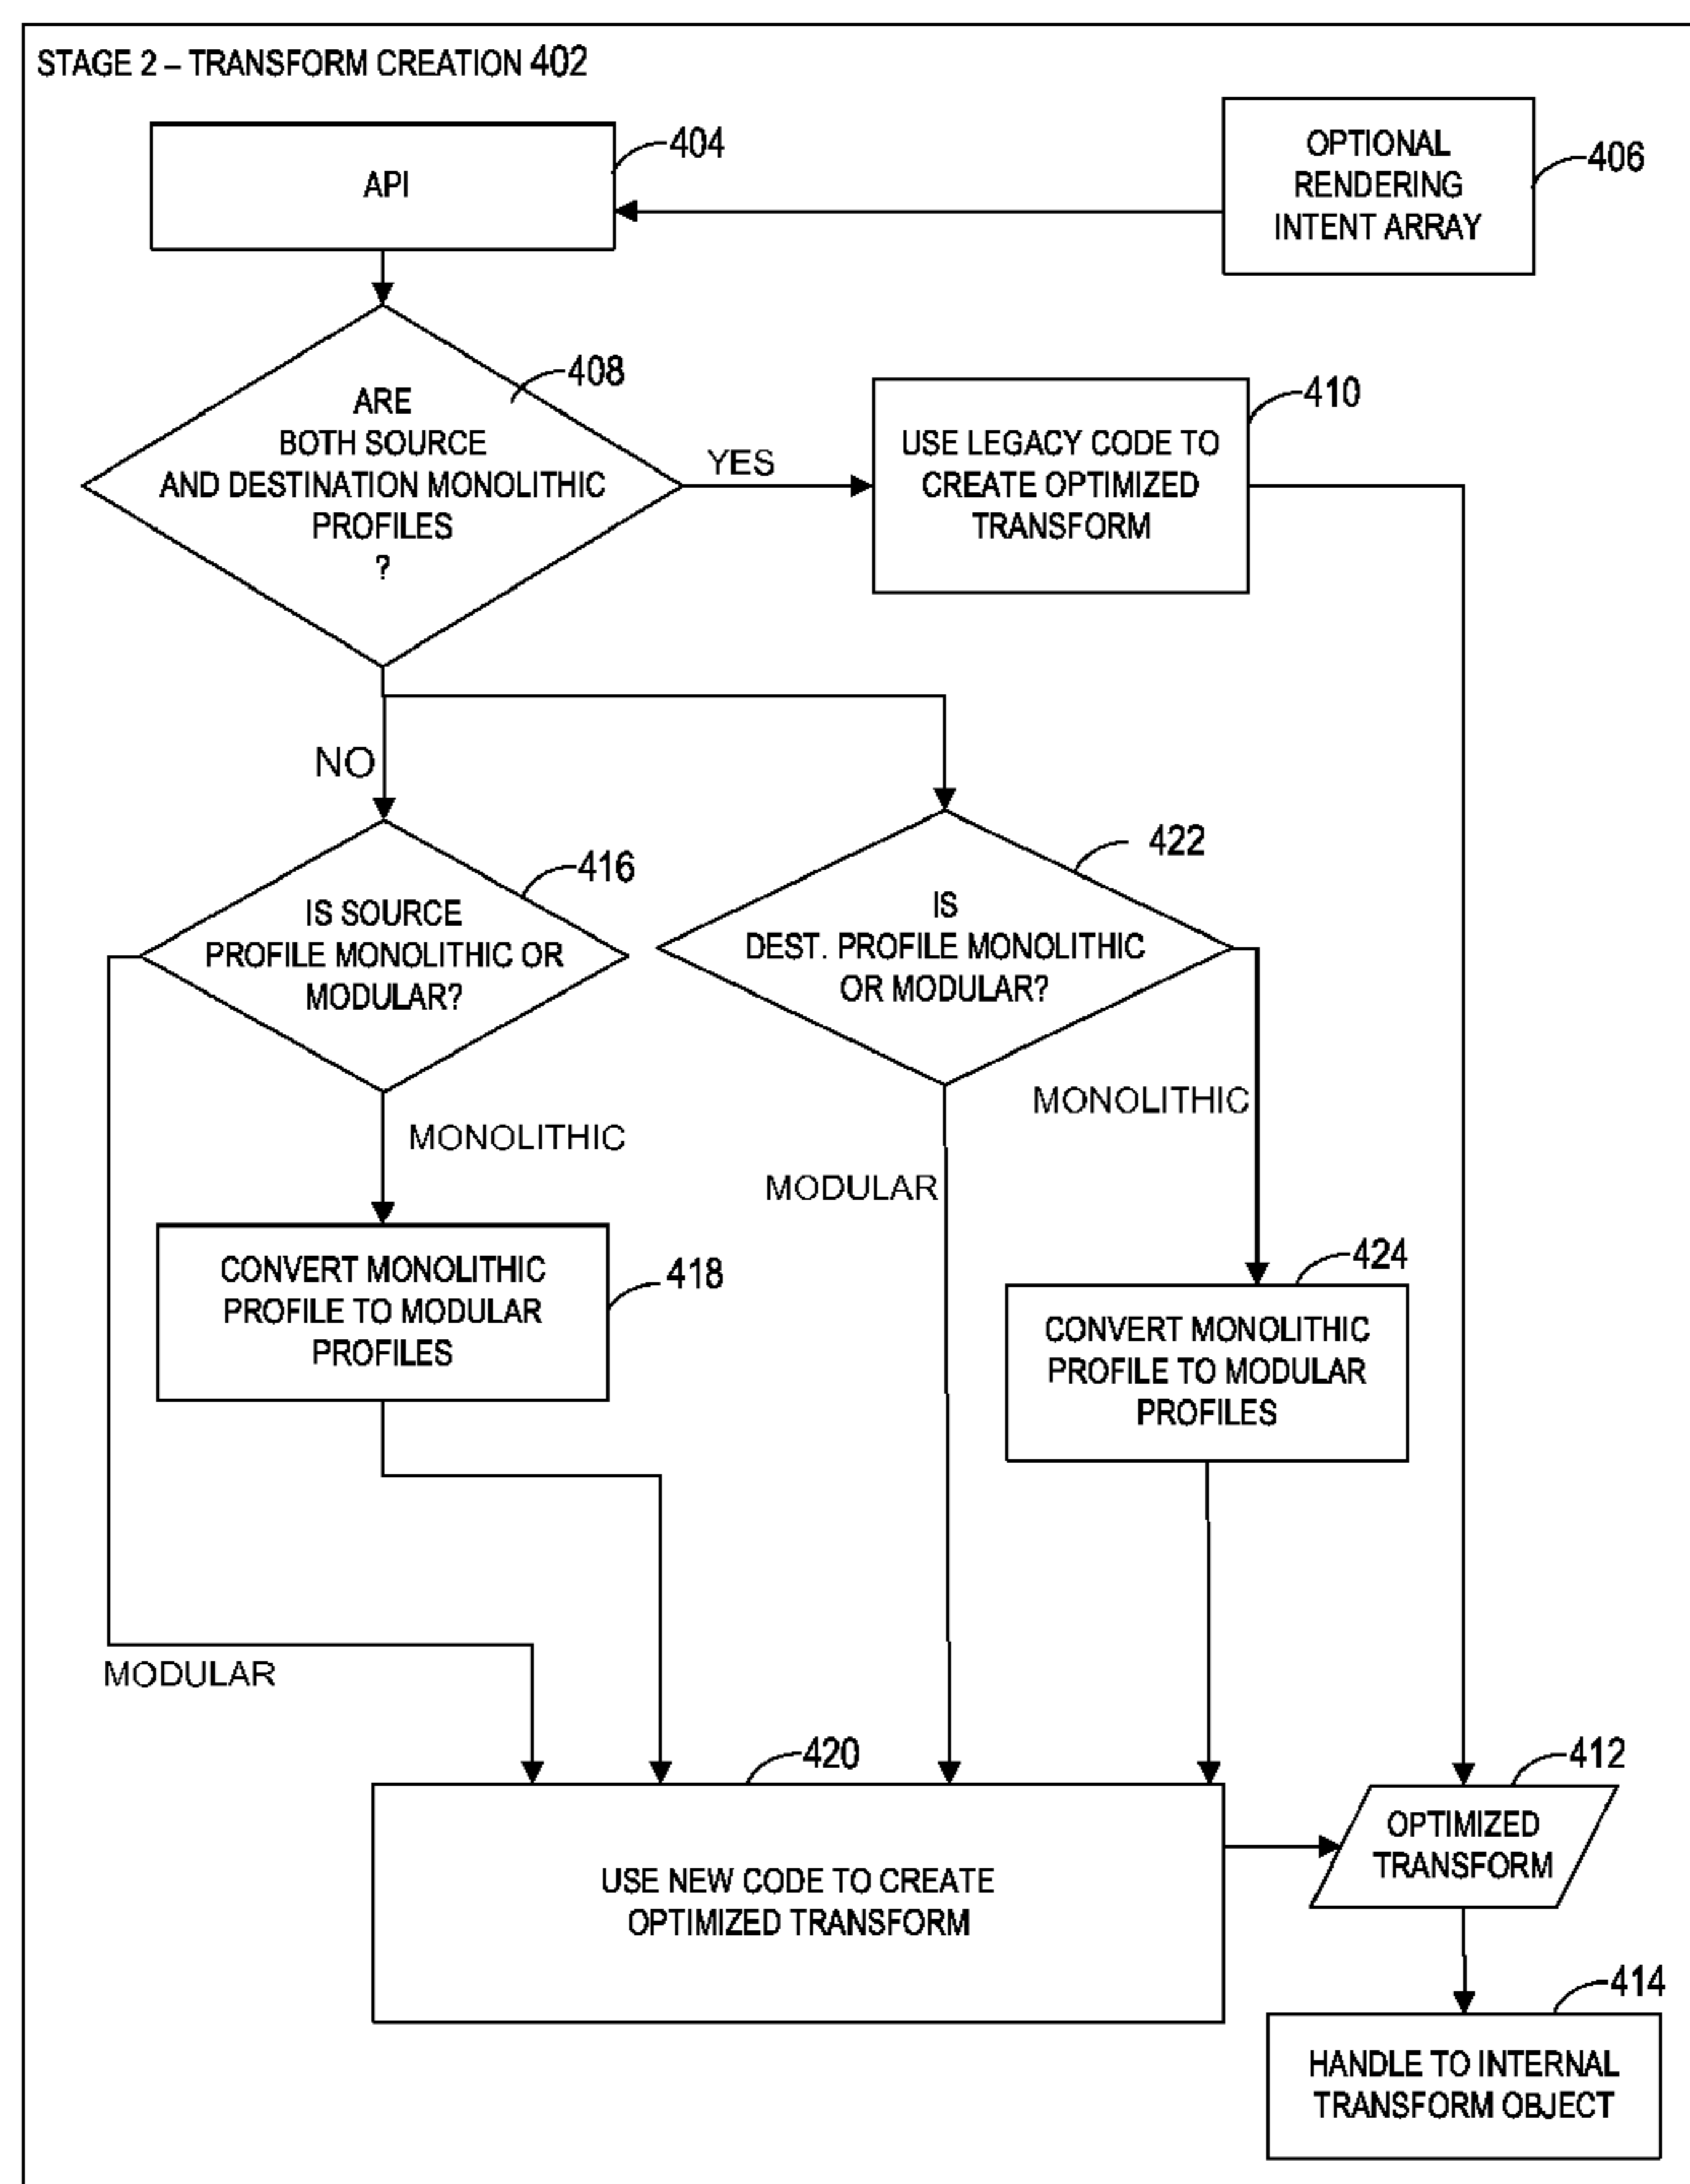 STAGE 2 – TRANSFORM CREATION 402
API
404
OPTIONAL
RENDERING
INTENT ARRAY
406
ARE
BOTH SOURCE
AND DESTINATION MONOLITHIC
PROFILES
?
408
YES
USE LEGACY CODE TO
CREATE OPTIMIZED
TRANSFORM
410
NO
IS SOURCE
PROFILE MONOLITHIC OR
MODULAR?
416
IS
DEST. PROFILE MONOLITHIC
OR MODULAR?
422
MONOLITHIC
MONOLITHIC
MODULAR
CONVERT MONOLITHIC
PROFILE TO MODULAR
PROFILES
418
CONVERT MONOLITHIC
PROFILE TO MODULAR
PROFILES
424
MODULAR
USE NEW CODE TO CREATE
OPTIMIZED TRANSFORM
420
OPTIMIZED
TRANSFORM
412
HANDLE TO INTERNAL
TRANSFORM OBJECT
414